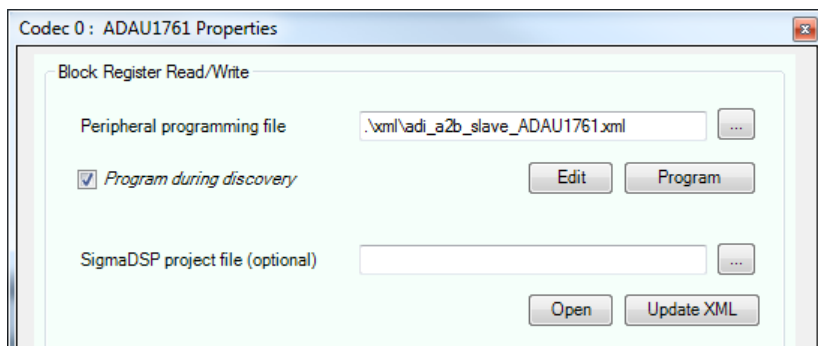 Codec 0 : ADAU1761 Properties
Block Register Read/Write
Peripheral programming file .\xml\adi_a2b_slave_ADAU1761.xml ...
Program during discovery Edit Program
SigmaDSP project file (optional) ...
Open Update XML